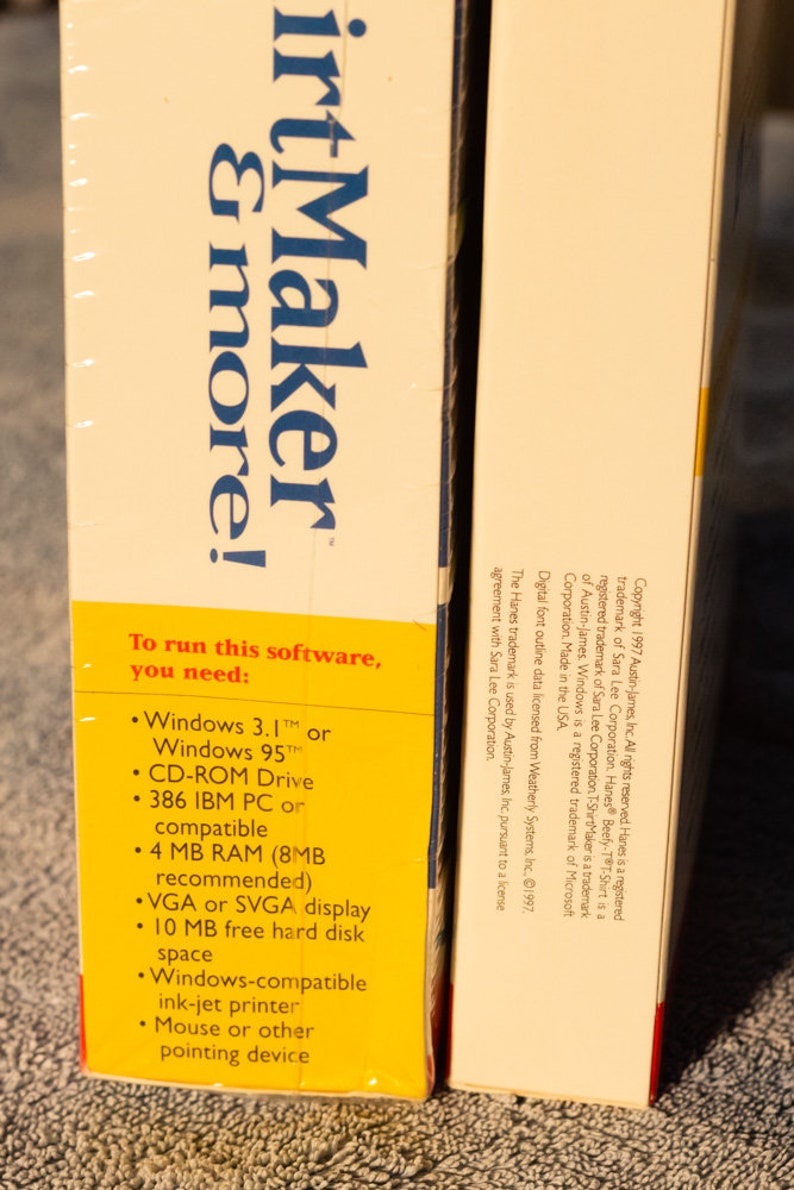 irtMaker™
& more!
To run this software,
you need:
• Windows 3.1™ or
Windows 95™
• CD-ROM Drive
• 386 IBM PC or
compatible
• 4 MB RAM (8MB
recommended)
• VGA or SVGA display
• 10 MB free hard disk
space
• Windows-compatible
ink-jet printer
• Mouse or other
pointing device
Copyright 1997 Austin-James, Inc. All rights reserved. Hanes is a registered
trademark of Sara Lee Corporation. Hanes® Beefy-T® T-Shirt is a
registered trademark of Sara Lee Corporation. T-ShirtMaker is a trademark
of Austin-James. Windows is a registered trademark of Microsoft
Corporation. Made in the USA.
Digital font outline data licensed from Weatherly Systems, Inc. ©1997.
The Hanes trademark is used by Austin-James, Inc. pursuant to a license
agreement with Sara Lee Corporation.